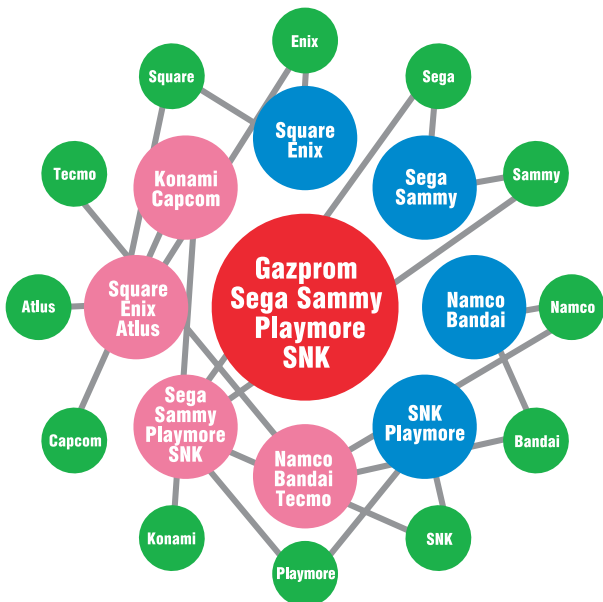 Enix
Square
Sega
Square
Enix
Tecmo
Konami
Capcom
Sega
Sammy
Sammy
Gazprom
Sega Sammy
Playmore
SNK
Atlus
Square
Enix
Atlus
Namco
Bandai
Namco
Sega
Sammy
Playmore
SNK
SNK
Playmore
Capcom
Bandai
Namco
Bandai
Tecmo
Konami
SNK
Playmore